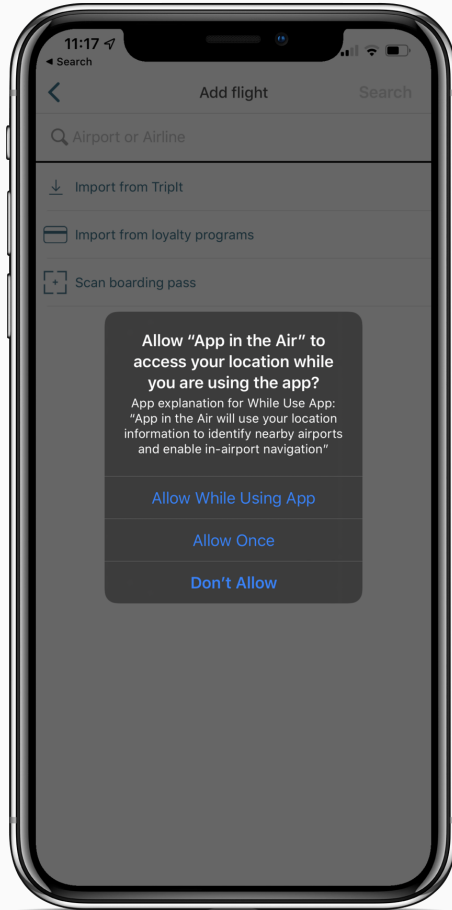 11:17
◀ Search
Add flight
Search
Airport or Airline
Import from TripIt
Import from loyalty programs
Scan boarding pass
Allow “App in the Air” to
access your location while
you are using the app?
App explanation for While Use App:
“App in the Air will use your location
information to identify nearby airports
and enable in-airport navigation”
Allow While Using App
Allow Once
Don’t Allow